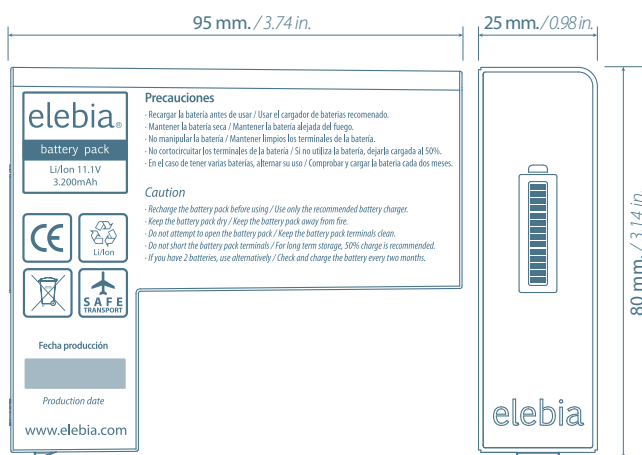 95 mm. / 3.74 in.
25 mm. / 0.98 in.
elebia®
battery pack
Li/Ion 11.1V
3.200mAh
CE
Li/Ion
SAFE
TRANSPORT
Fecha producción
Production date
www.elebia.com
Precauciones
· Recargar la batería antes de usar / Usar el cargador de baterias recomenado.
· Mantener la batería seca / Mantener la batería alejada del fuego.
· No manipular la batería / Mantener limpios los terminales de la batería.
· No cortocircuitar los terminales de la batería / Si no utiliza la batería, dejarla cargada al 50%.
· En el caso de tener varias baterías, alternar su uso / Comprobar y cargar la batería cada dos meses.
Caution
· Recharge the battery pack before using / Use only the recommended battery charger.
· Keep the battery pack dry / Keep the battery pack away from fire.
· Do not attempt to open the battery pack / Keep the battery pack terminals clean.
· Do not short the battery pack terminals / For long term storage, 50% charge is recommended.
· If you have 2 batteries, use alternatively / Check and charge the battery every two months.
elebia
80 mm. / 3.14 in.